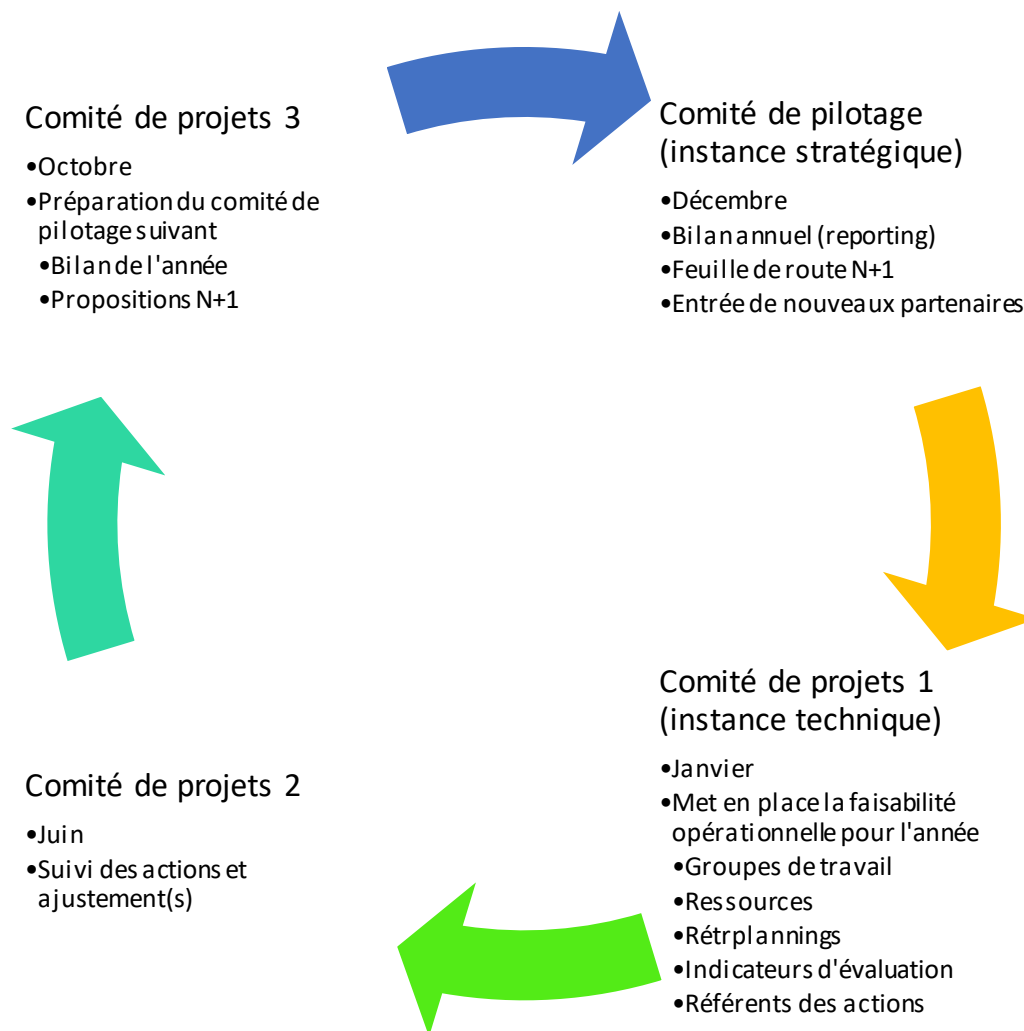 Comité de projets 3
•Octobre
•Préparation du comité de
pilotage suivant
•Bilan de l'année
•Propositions N+1
Comité de pilotage
(instance stratégique)
•Décembre
•Bilan annuel (reporting)
•Feuille de route N+1
•Entrée de nouveaux partenaires
Comité de projets 1
(instance technique)
•Janvier
•Met en place la faisabilité
opérationnelle pour l'année
•Groupes de travail
•Ressources
•Rétrplannings
•Indicateurs d'évaluation
•Référents des actions
Comité de projets 2
•Juin
•Suivi des actions et
ajustement(s)